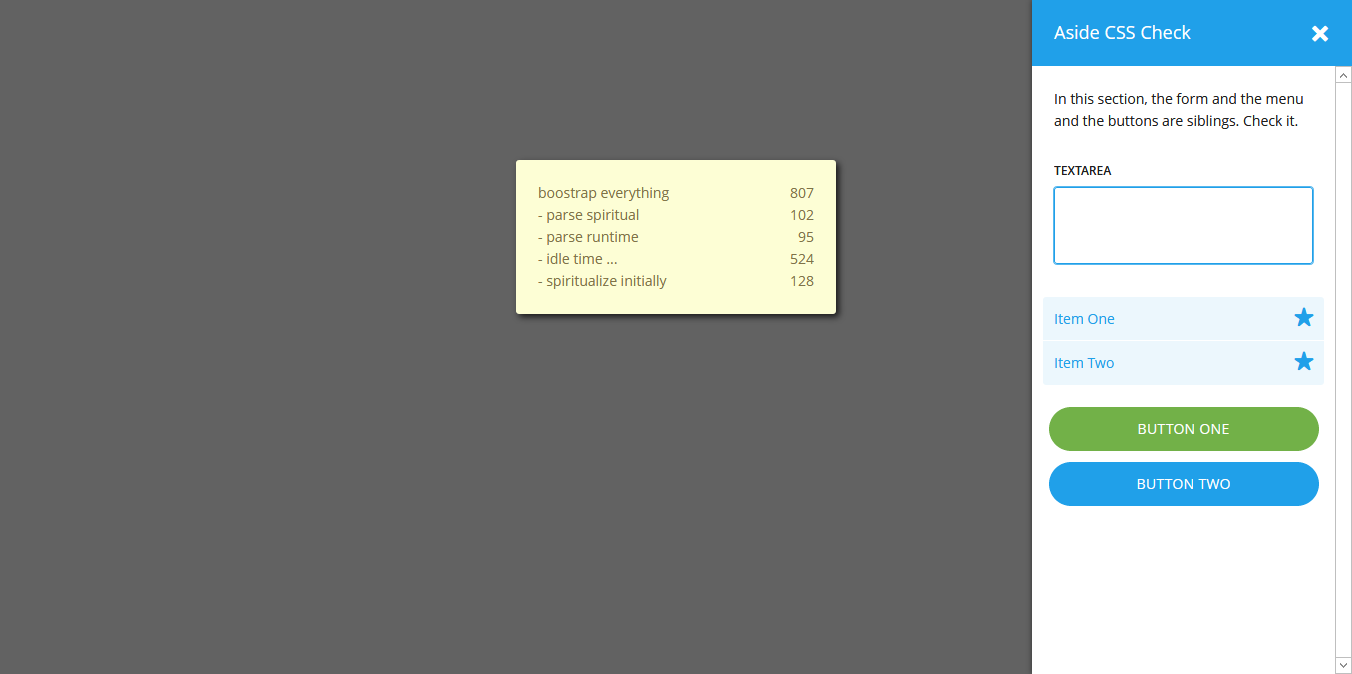 Aside CSS Check
In this section, the form and the menu
and the buttons are siblings. Check it.
TEXTAREA
Item One
Item Two
BUTTON ONE
BUTTON TWO
boostrap everything 807
- parse spiritual 102
- parse runtime 95
- idle time ... 524
- spiritualize initially 128